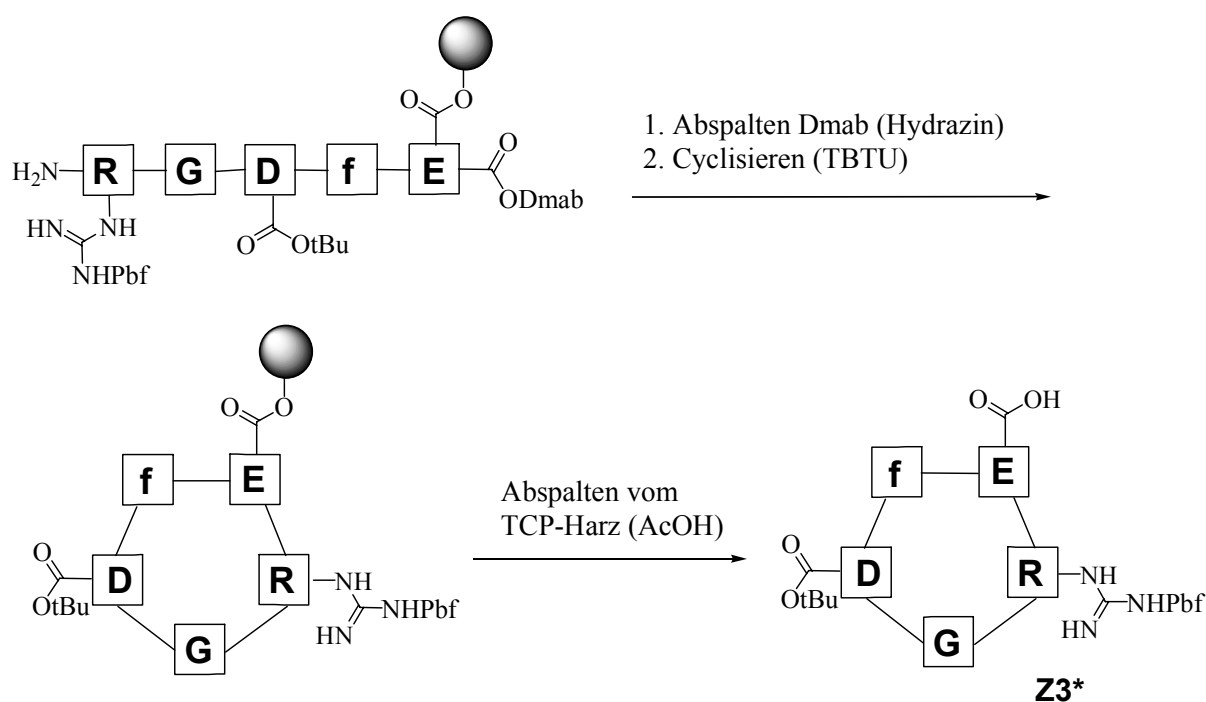 O
O
1. Abspalten Dmab (Hydrazin)
2. Cyclisieren (TBTU)
H₂N R G D f E
O
ODmab
HN NH
NHPbf
O OtBu
O O
f E
Abspalten vom
TCP-Harz (AcOH)
O
OtBu
D R NH
NHPbf
HN
G
O OH
f E
O
OtBu
D R NH
NHPbf
HN
G
Z3*